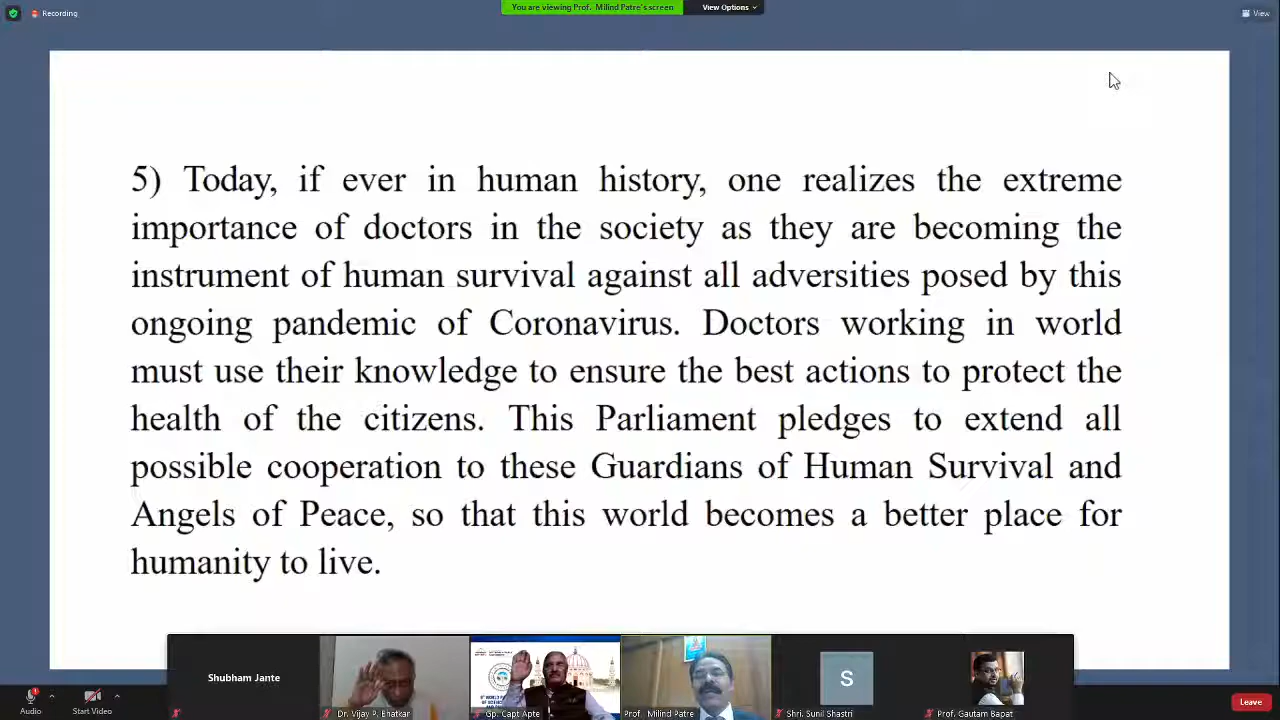 Recording
You are viewing Prof. Milind Patre's screen
View Options
View
5) Today, if ever in human history, one realizes the extreme
importance of doctors in the society as they are becoming the
instrument of human survival against all adversities posed by this
ongoing pandemic of Coronavirus. Doctors working in world
must use their knowledge to ensure the best actions to protect the
health of the citizens. This Parliament pledges to extend all
possible cooperation to these Guardians of Human Survival and
Angels of Peace, so that this world becomes a better place for
humanity to live.
Shubham Jante
S
Dr. Vijay P. Bhatkar
Gp. Capt Apte
Prof. Milind Patre
Shri. Sunil Shastri
Prof. Gautam Bapat
Audio
Start Video
Leave